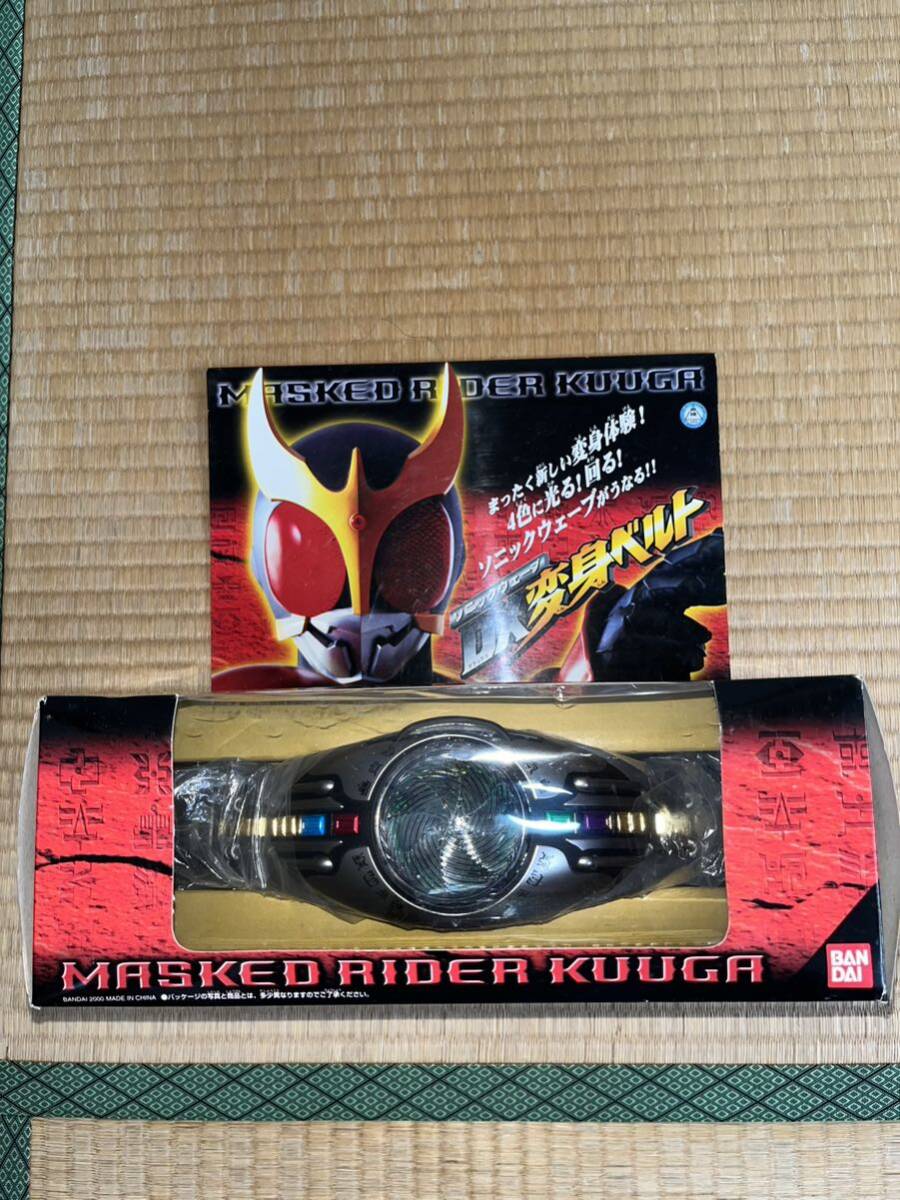 MASKED RIDER KUUGA
まったく新しい変身体験!
4色に光る!回る!
ソニックウェーブがうなる!!
ソニックウェーブ
DX変身ベルト
MASKED RIDER KUUGA
BAN
DAI
BANDAI 2000 MADE IN CHINA ●パッケージの写真と商品とは、多少異なりますのでご了承ください。